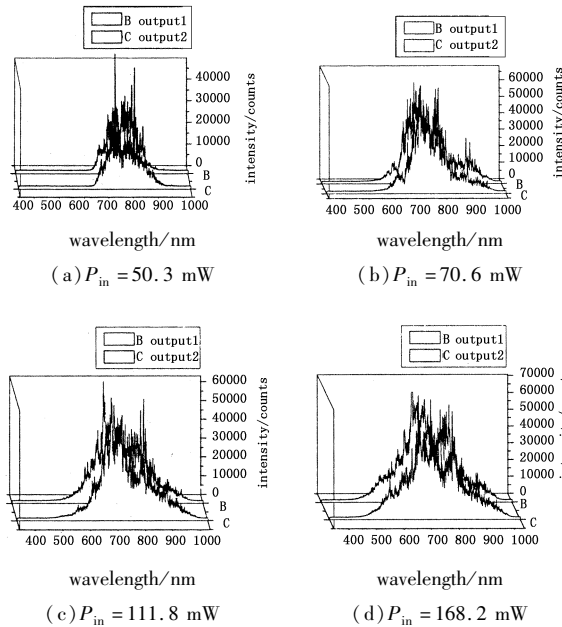 B output1
C output2
40000
30000
20000
10000
0
B
C
intensity/counts
400 500 600 700 800 900 1000
wavelength/nm
(a) P_in = 50.3 mW
B output1
C output2
60000
50000
40000
30000
20000
10000
0
B
C
intensity/counts
400 500 600 700 800 900 1000
wavelength/nm
(b) P_in = 70.6 mW
B output1
C output2
60000
50000
40000
30000
20000
10000
0
B
C
intensity/counts
400 500 600 700 800 900 1000
wavelength/nm
(c) P_in = 111.8 mW
B output1
C output2
70000
60000
50000
40000
30000
20000
10000
0
B
C
400 500 600 700 800 900 1000
wavelength/nm
(d) P_in = 168.2 mW